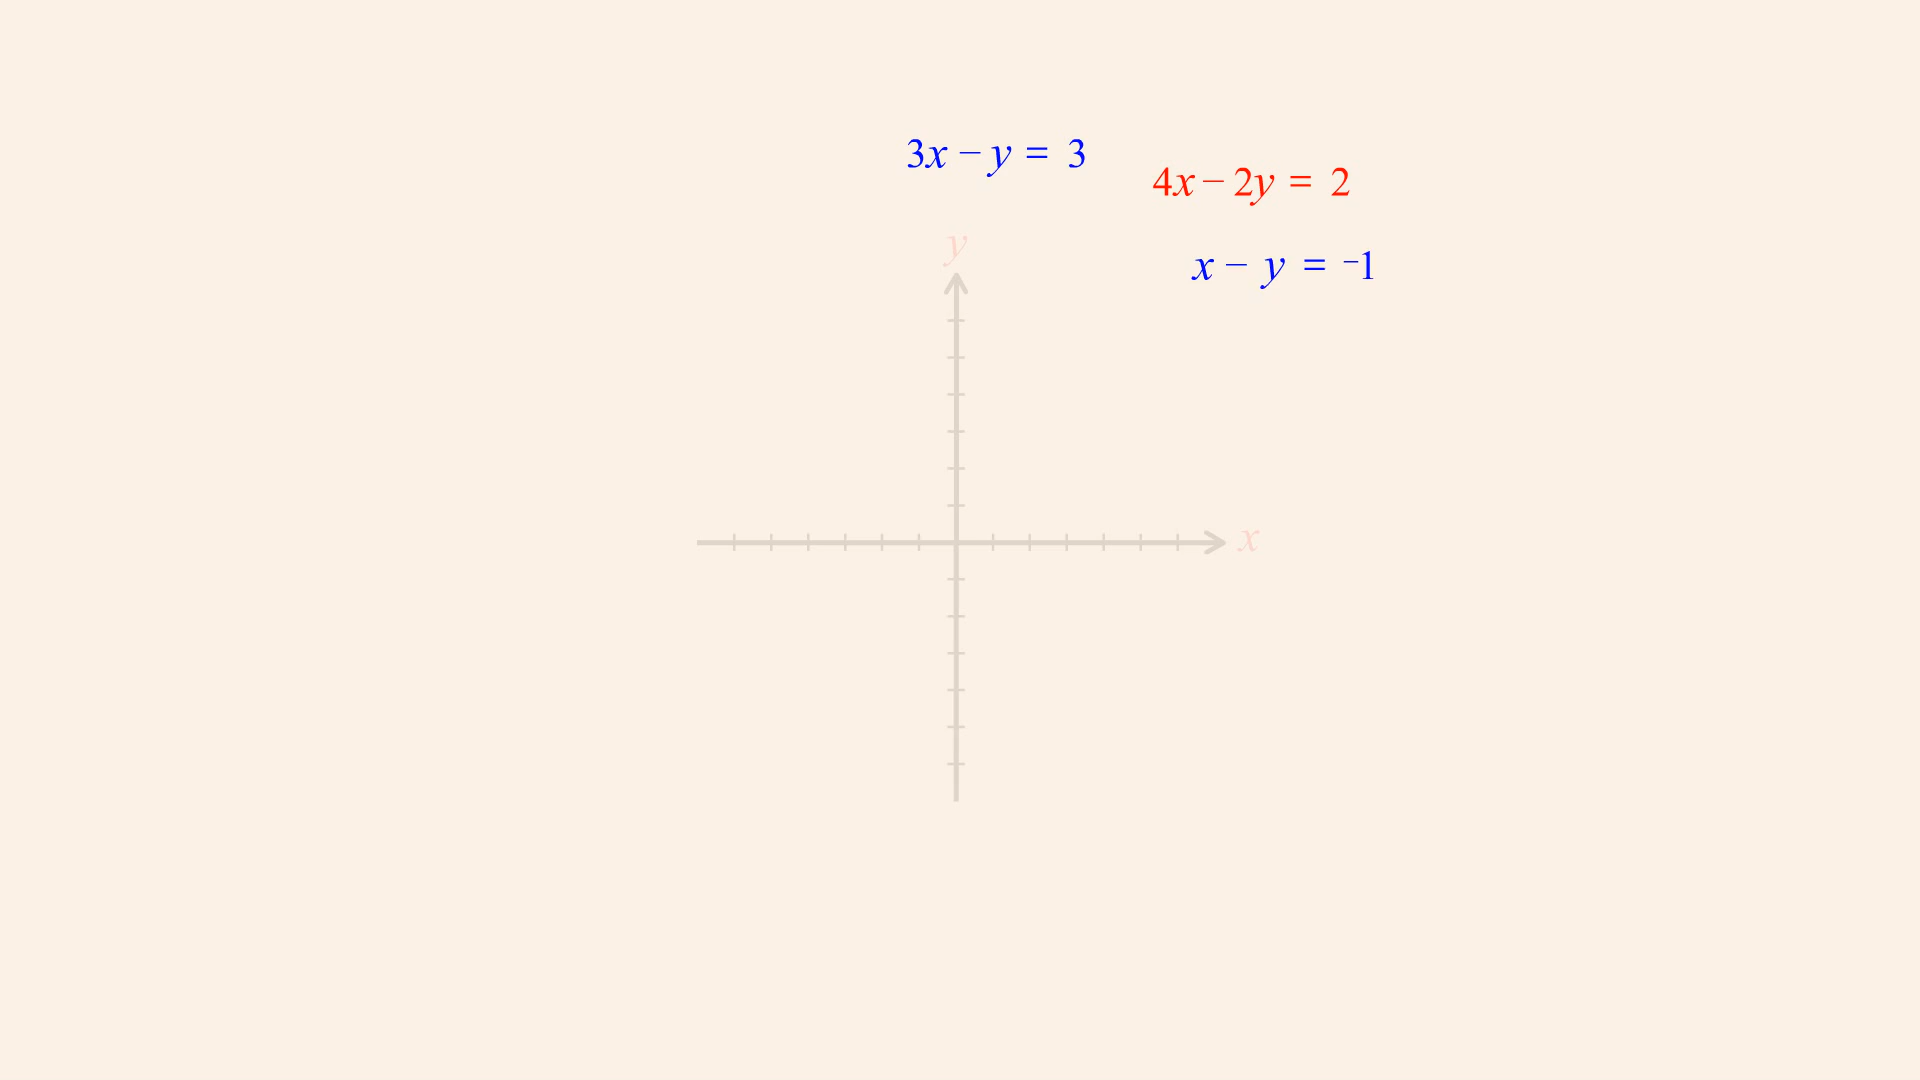 3x − y = 3
4x − 2y = 2
x − y = ⁻1
y
x